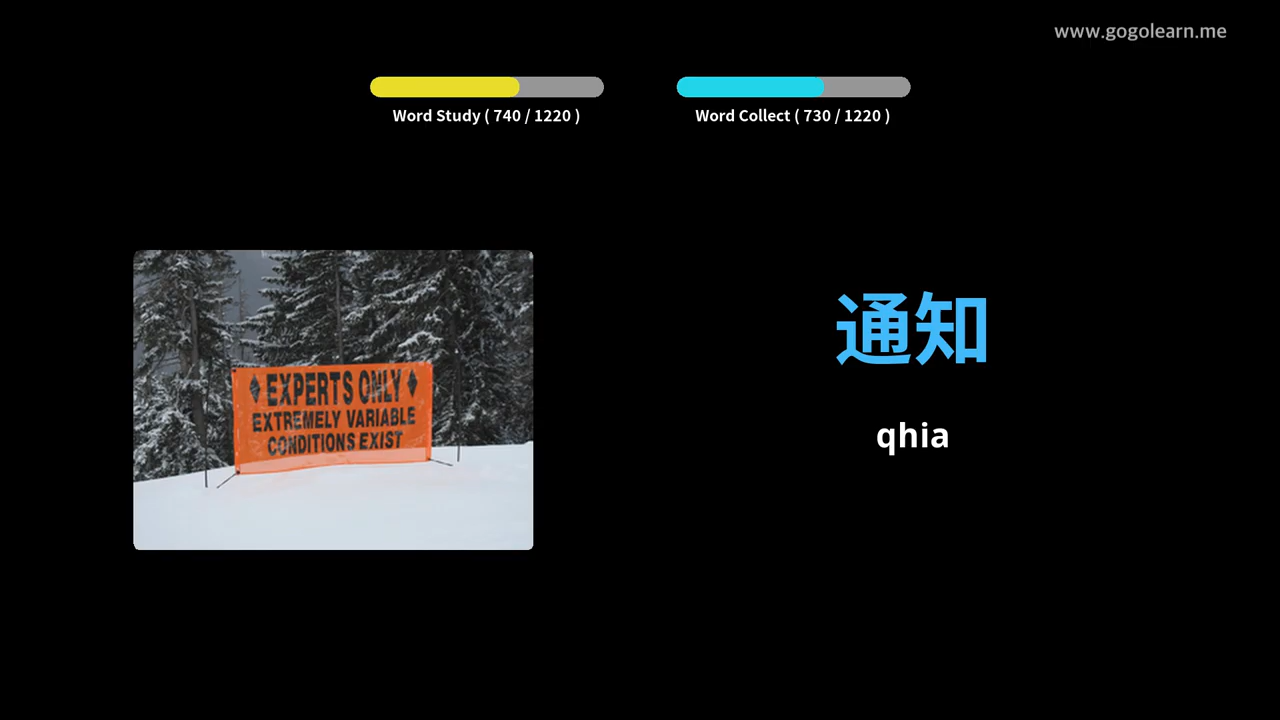 www.gogolearn.me
Word Study ( 740 / 1220 )
Word Collect ( 730 / 1220 )
EXPERTS ONLY
EXTREMELY VARIABLE
CONDITIONS EXIST
通知
qhia